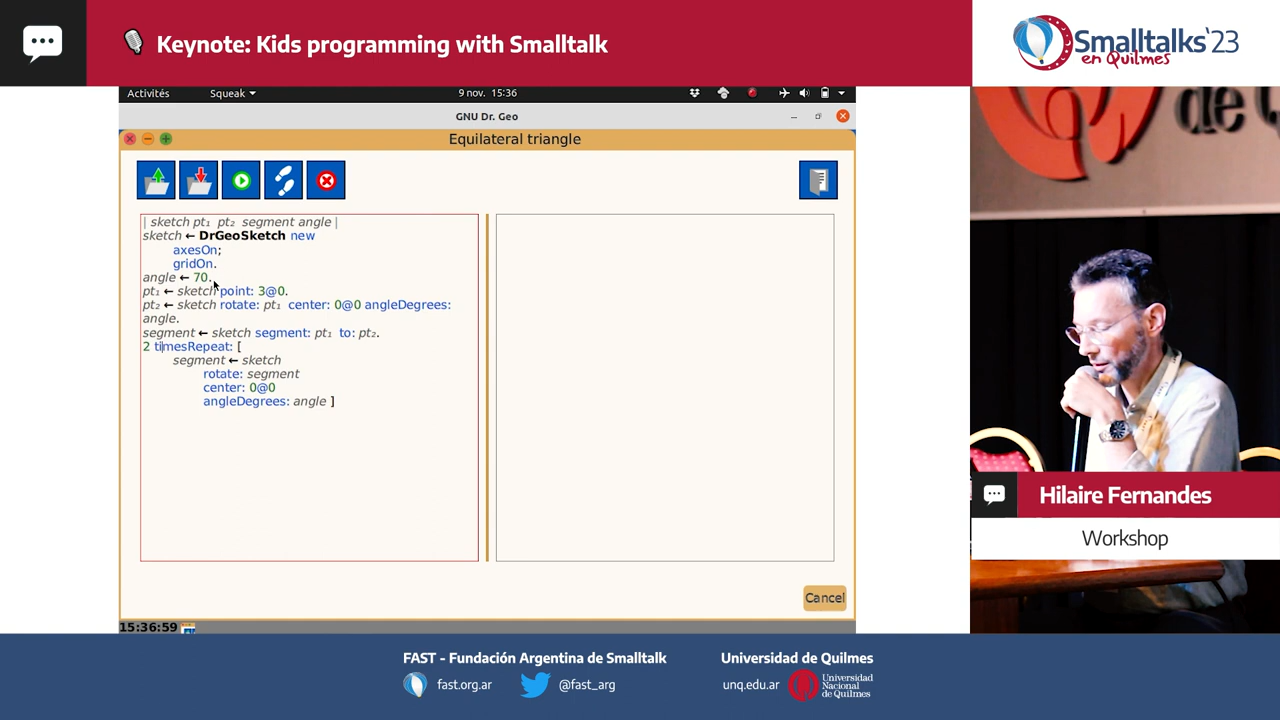 Keynote: Kids programming with Smalltalk
Smalltalks'23
en Quilmes
Activités
Squeak
9 nov. 15:36
GNU Dr. Geo
Equilateral triangle
| sketch pt₁ pt₂ segment angle |
sketch ← DrGeoSketch new
axesOn;
gridOn.
angle ← 70.
pt₁ ← sketch point: 3@0.
pt₂ ← sketch rotate: pt₁ center: 0@0 angleDegrees:
angle.
segment ← sketch segment: pt₁ to: pt₂.
2 timesRepeat: [
segment ← sketch
rotate: segment
center: 0@0
angleDegrees: angle ]
Cancel
15:36:59
de
Hilaire Fernandes
Workshop
FAST - Fundación Argentina de Smalltalk
fast.org.ar
@fast_arg
Universidad de Quilmes
unq.edu.ar
Universidad
Nacional
de Quilmes